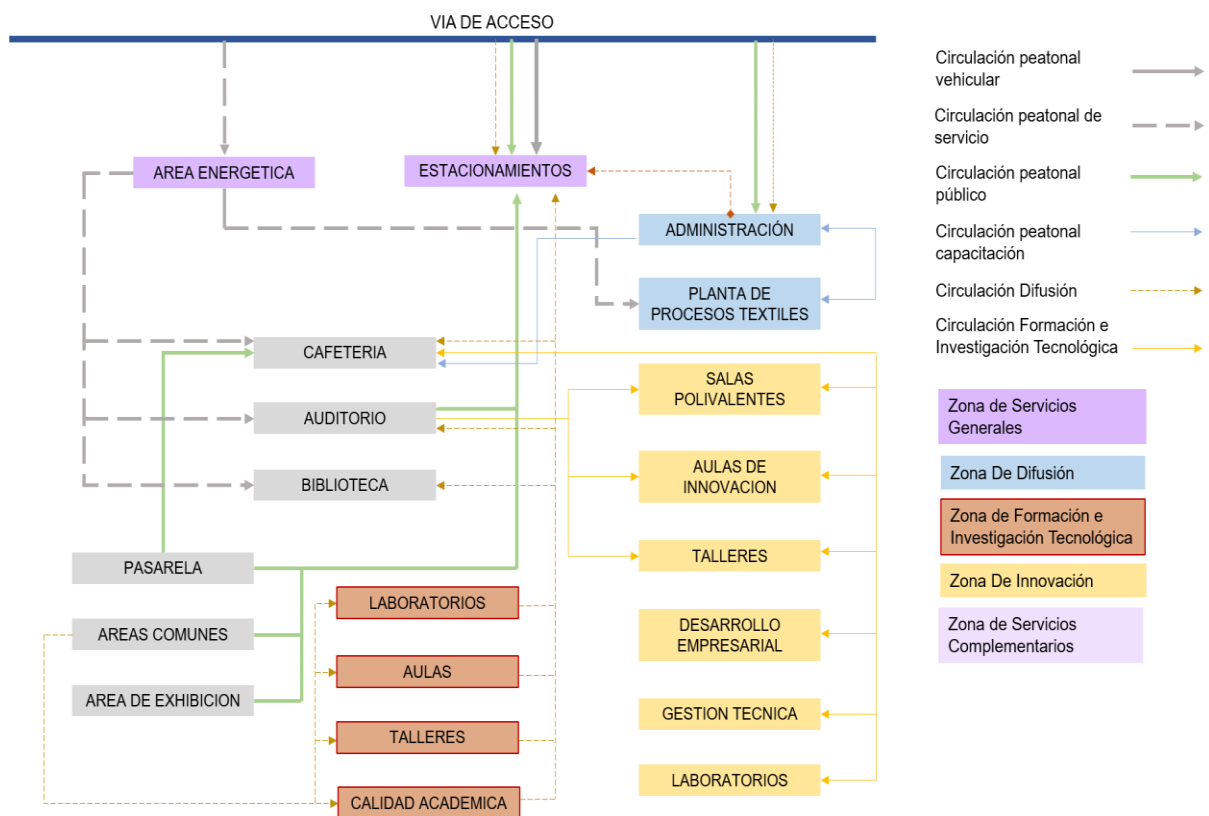 VIA DE ACCESO
AREA ENERGETICA
ESTACIONAMIENTOS
ADMINISTRACIÓN
PLANTA DE
PROCESOS TEXTILES
CAFETERIA
AUDITORIO
BIBLIOTECA
PASARELA
AREAS COMUNES
AREA DE EXHIBICION
LABORATORIOS
AULAS
TALLERES
CALIDAD ACADEMICA
SALAS
POLIVALENTES
AULAS DE
INNOVACION
TALLERES
DESARROLLO
EMPRESARIAL
GESTION TECNICA
LABORATORIOS
Circulación peatonal
vehicular
Circulación peatonal de
servicio
Circulación peatonal
público
Circulación peatonal
capacitación
Circulación Difusión
Circulación Formación e
Investigación Tecnológica
Zona de Servicios
Generales
Zona De Difusión
Zona de Formación e
Investigación Tecnológica
Zona De Innovación
Zona de Servicios
Complementarios